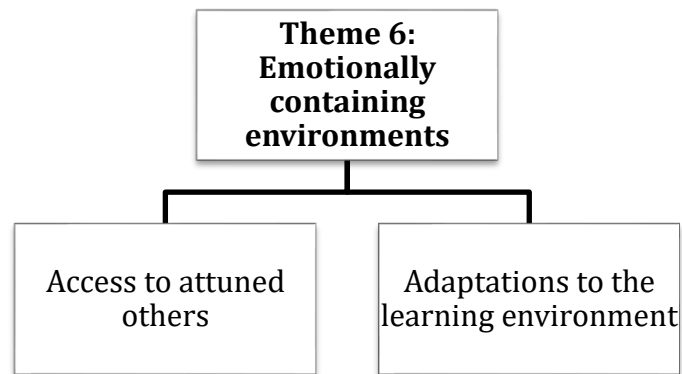 Theme 6:
Emotionally
containing
environments
Access to attuned
others
Adaptations to the
learning environment